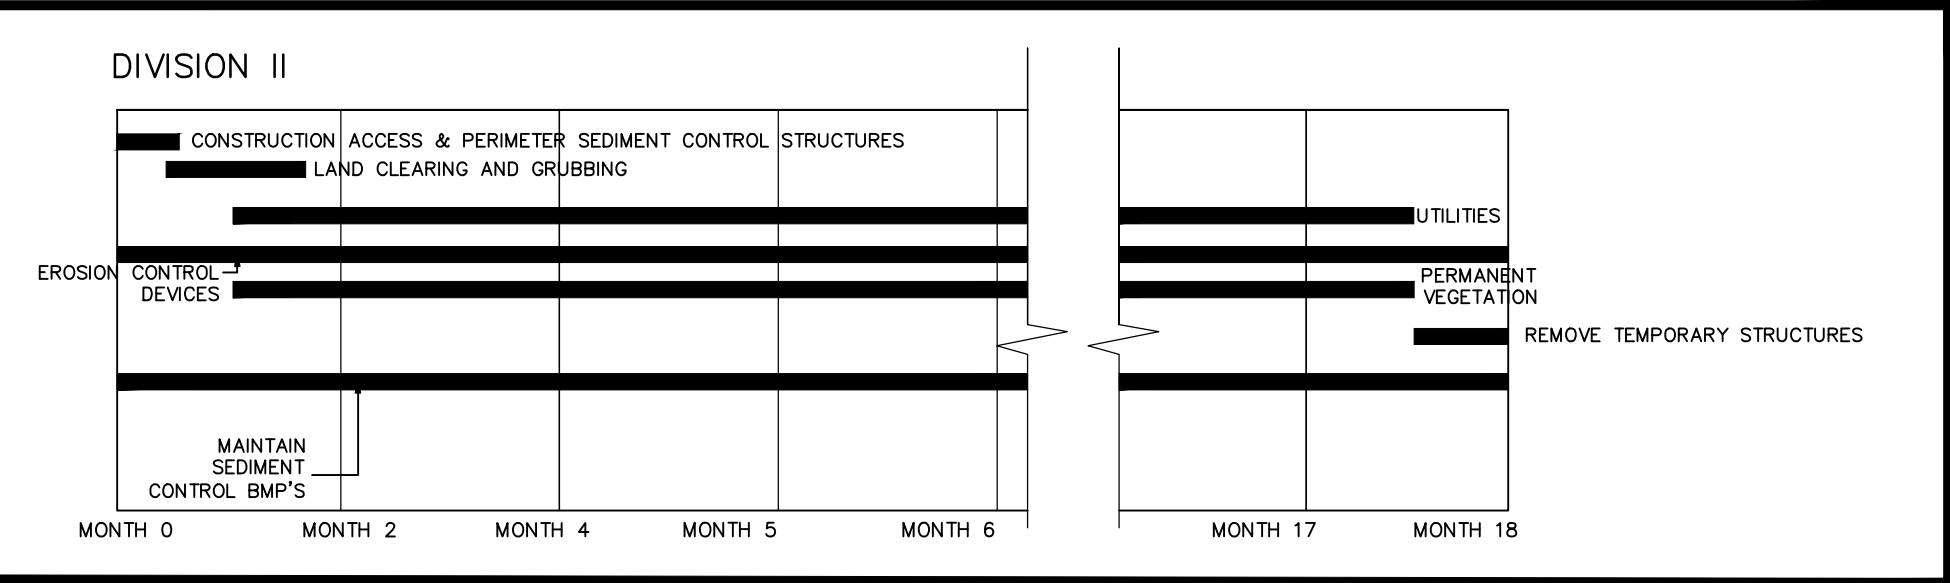 DIVISION II
CONSTRUCTION ACCESS & PERIMETER SEDIMENT CONTROL STRUCTURES
LAND CLEARING AND GRUBBING
UTILITIES
EROSION CONTROL
DEVICES
PERMANENT
VEGETATION
REMOVE TEMPORARY STRUCTURES
MAINTAIN
SEDIMENT
CONTROL BMP'S
MONTH 0 MONTH 2 MONTH 4 MONTH 5 MONTH 6 MONTH 17 MONTH 18